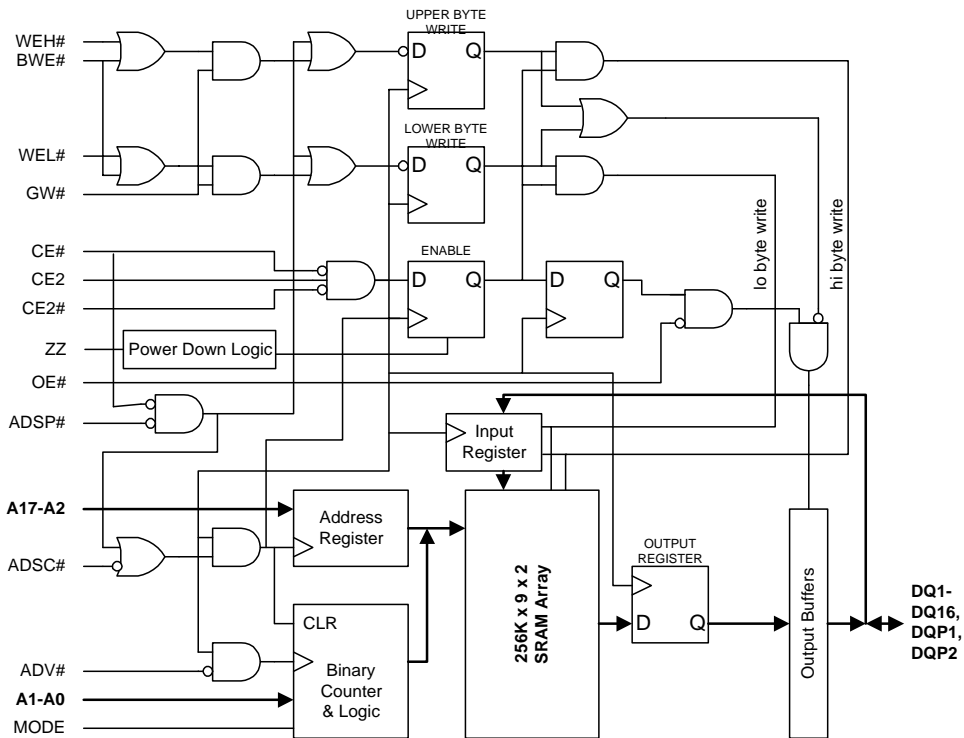 UPPER BYTE
WRITE
WEH#
BWE#
D Q
LOWER BYTE
WRITE
WEL#
D Q
GW#
lo byte write
hi byte write
CE#
ENABLE
CE2
D Q
D Q
CE2#
ZZ
Power Down Logic
OE#
ADSP#
Input
Register
A17-A2
Address
Register
ADSC#
OUTPUT
REGISTER
256K x 9 x 2
SRAM Array
D Q
Output Buffers
DQ1-
DQ16,
DQP1,
DQP2
CLR
ADV#
Binary
Counter
& Logic
A1-A0
MODE